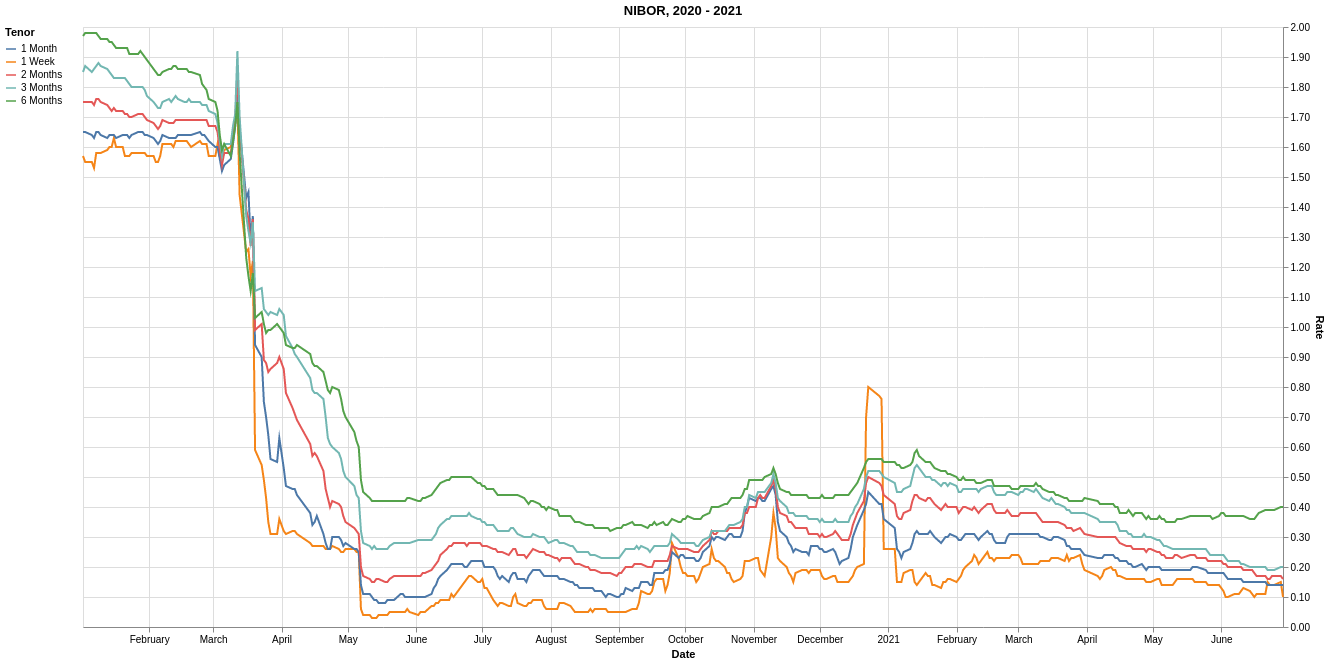 NIBOR, 2020 - 2021
Tenor
1 Month
1 Week
2 Months
3 Months
6 Months
2.00
1.90
1.80
1.70
1.60
1.50
1.40
1.30
1.20
1.10
1.00
0.90
0.80
0.70
0.60
0.50
0.40
0.30
0.20
0.10
0.00
Rate
February March April May June July August September October November December 2021 February March April May June
Date